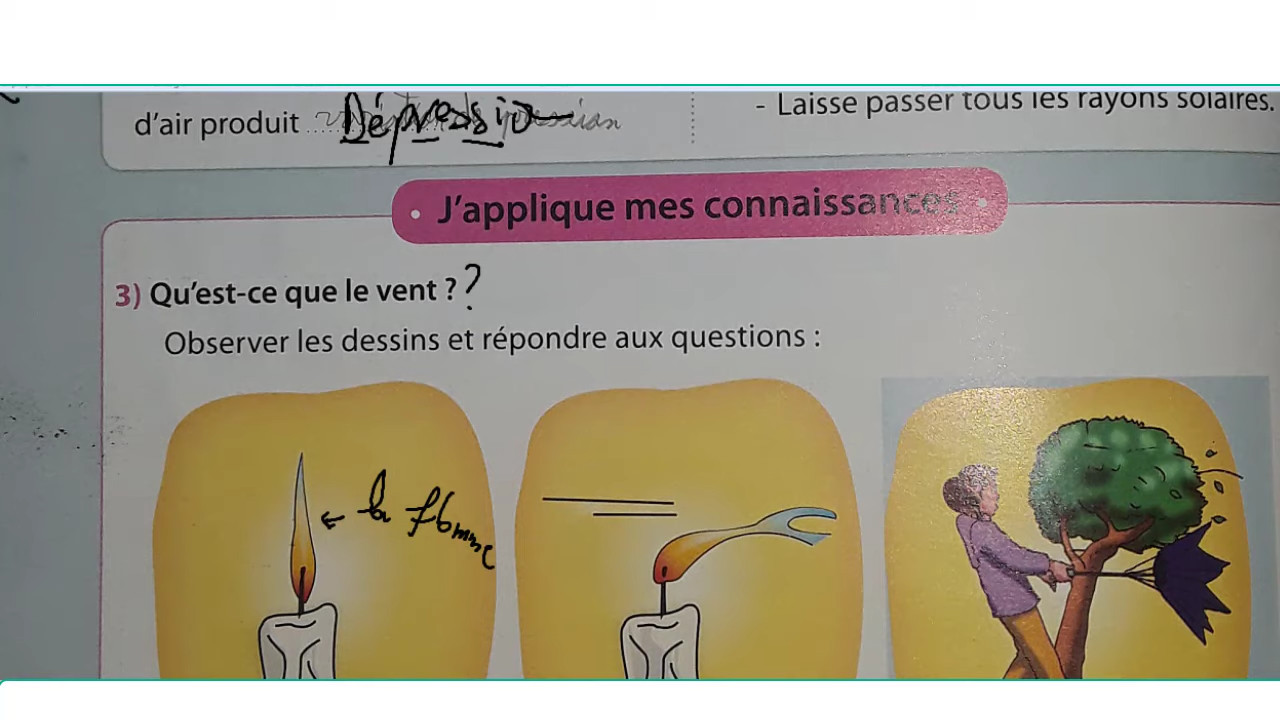 d'air produit Dépressio
- Laisse passer tous les rayons solaires.
• J'applique mes connaissances •
3) Qu'est-ce que le vent ? ?
Observer les dessins et répondre aux questions :
← la flamme